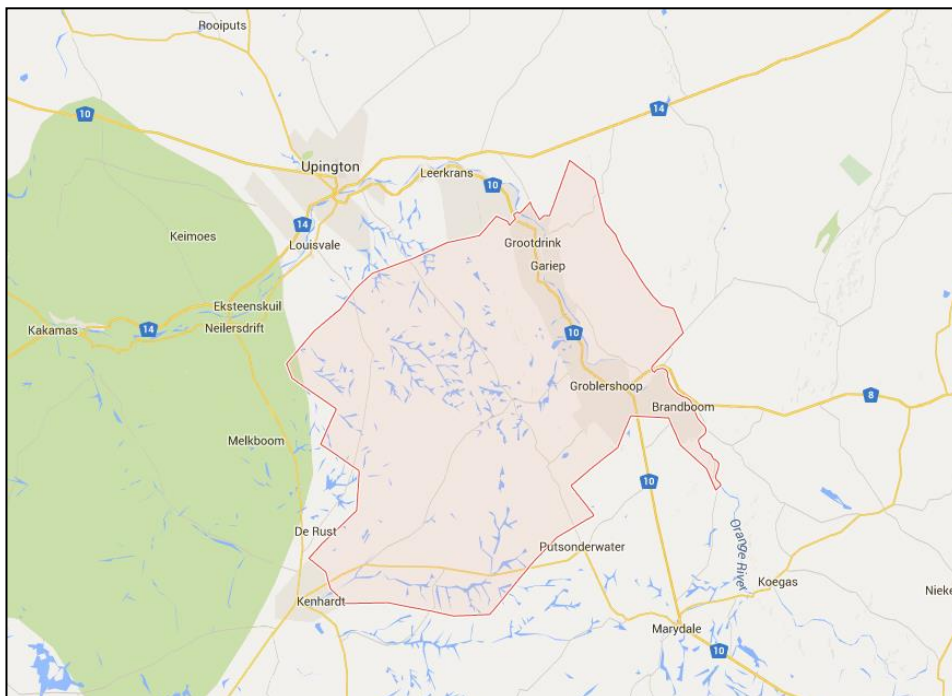 Rooiputs
10
14
Upington
Leerkrans
10
14
Keimoes
Louisvale
Grootdrink
Gariep
Eksteenskuil
Neilersdrift
Kakamas
14
10
Groblershoop
8
Brandboom
Melkboom
10
De Rust
Orange River
Putsonderwater
Koegas
Nieke
Kenhardt
Marydale
10